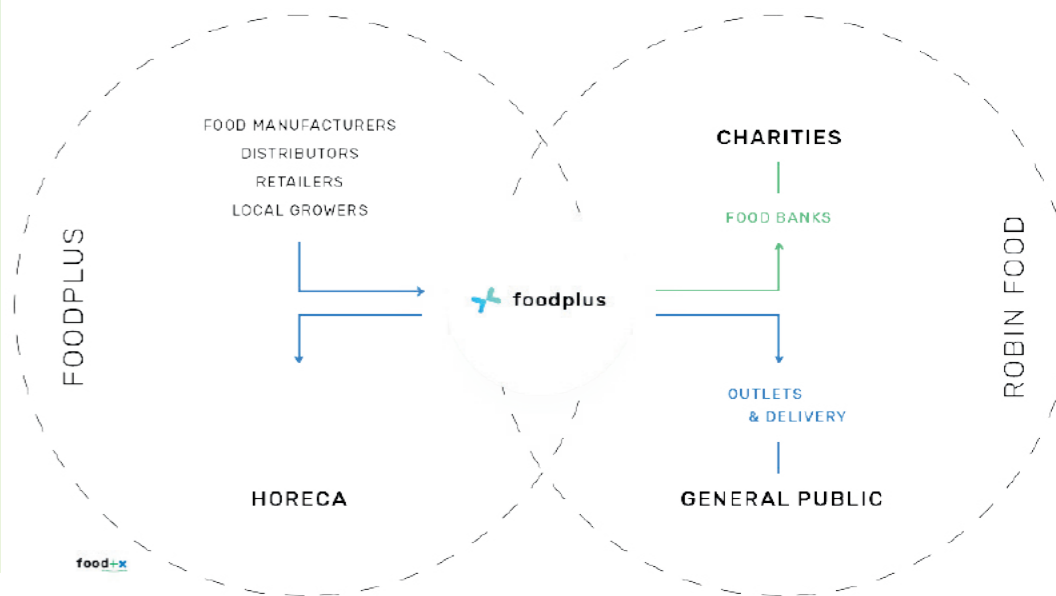 FOODPLUS
FOOD MANUFACTURERS
DISTRIBUTORS
RETAILERS
LOCAL GROWERS
foodplus
HORECA
CHARITIES
FOOD BANKS
OUTLETS
& DELIVERY
GENERAL PUBLIC
ROBIN FOOD
food+x